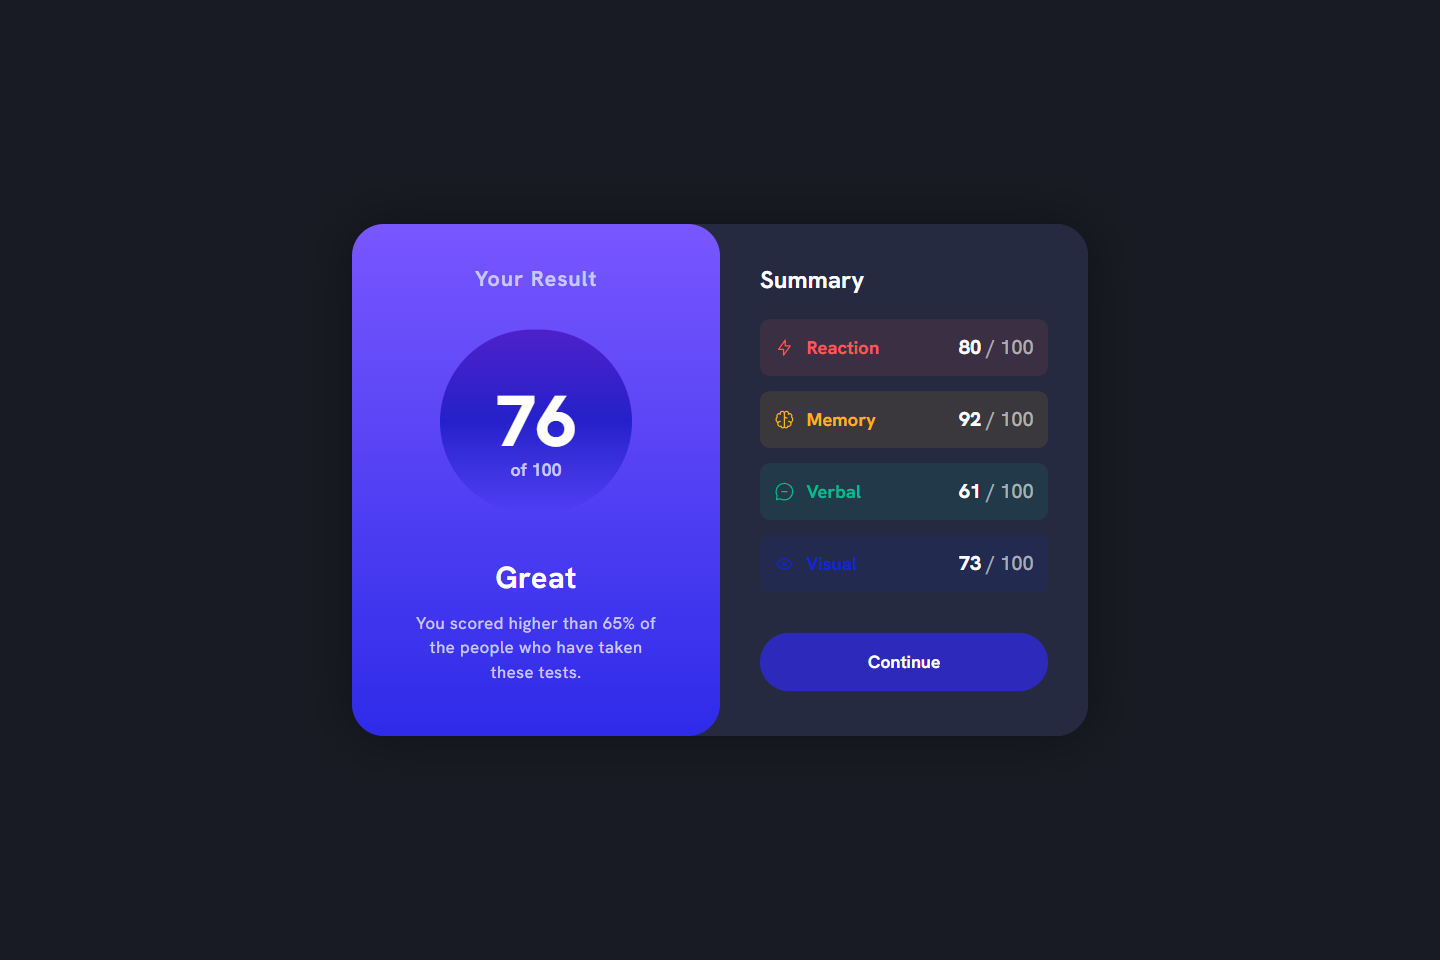 Your Result
76
of 100
Great
You scored higher than 65% of
the people who have taken
these tests.
Summary
Reaction 80 / 100
Memory 92 / 100
Verbal 61 / 100
Visual 73 / 100
Continue